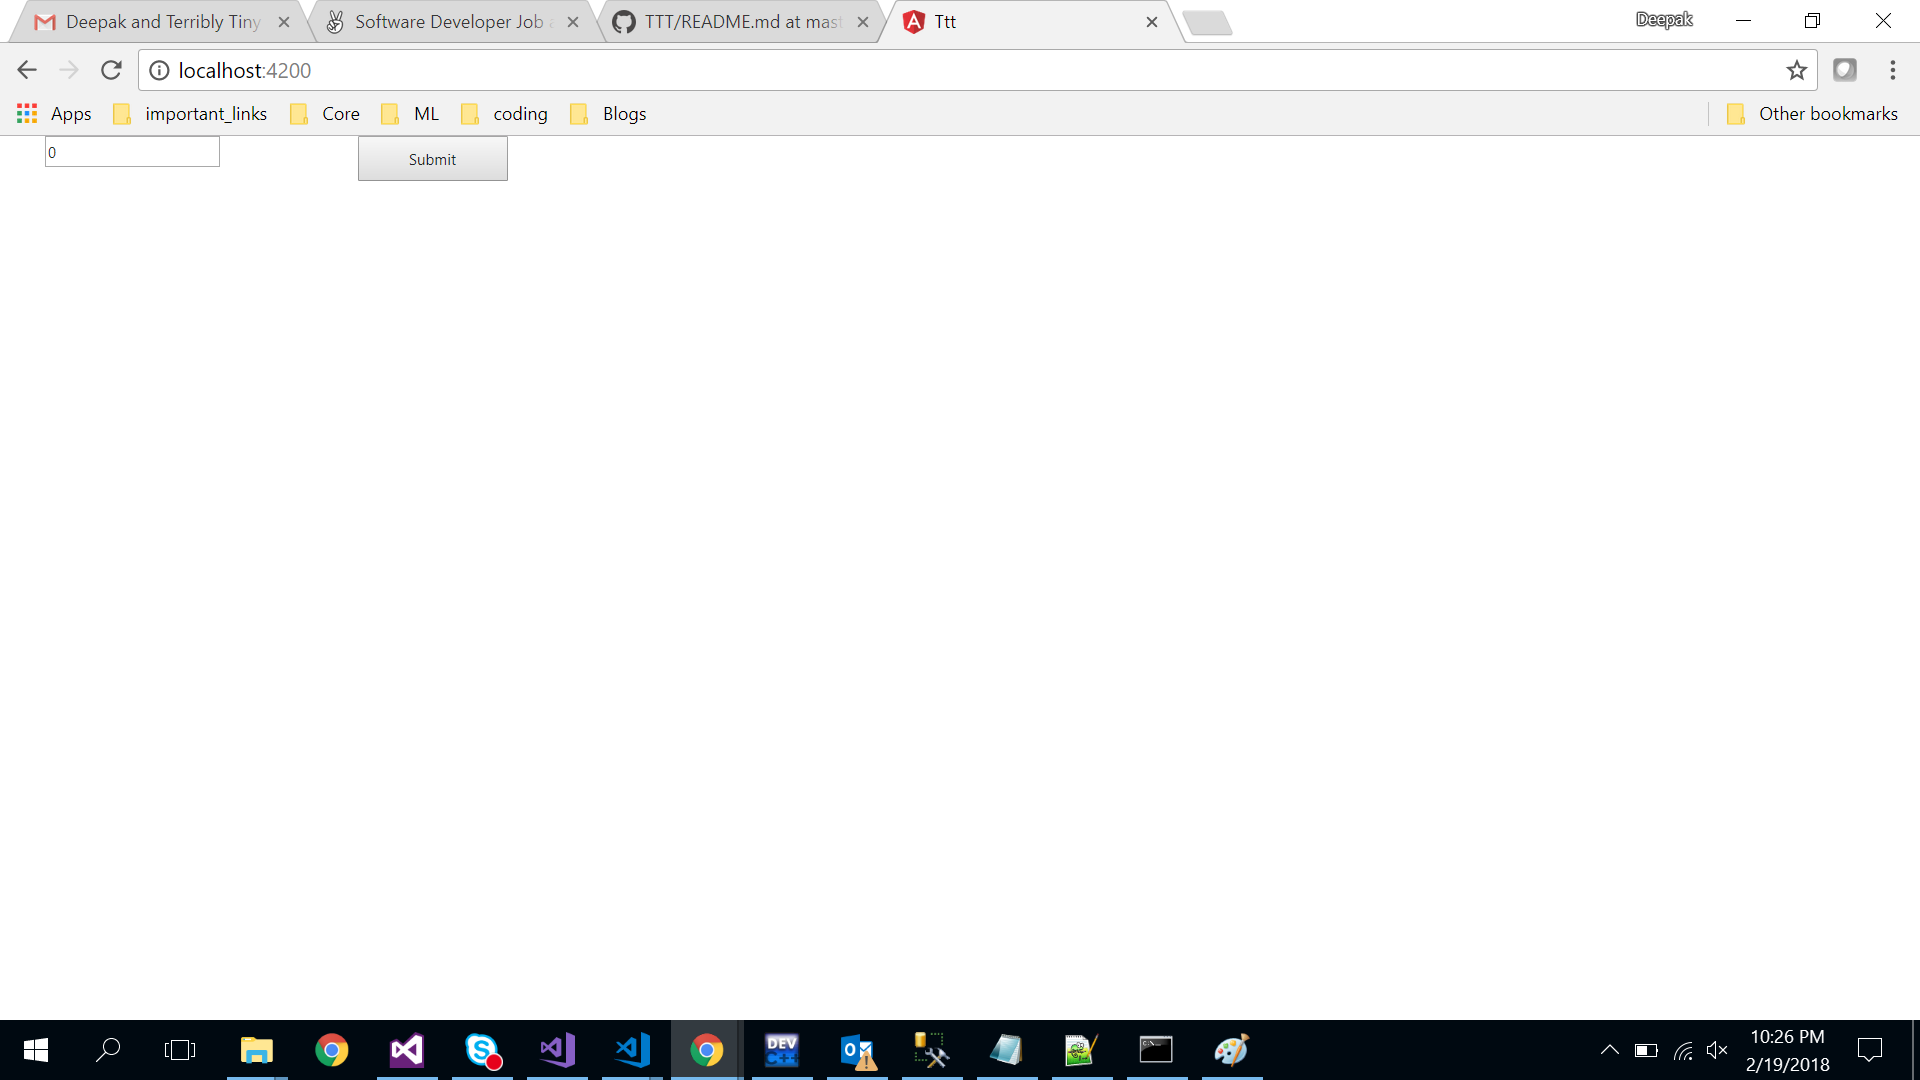 Deepak and Terribly Tiny
Software Developer Job a
TTT/README.md at mast
Ttt
Deepak
localhost:4200
Apps
important_links
Core
ML
coding
Blogs
Other bookmarks
0
Submit
DEV
C++
10:26 PM
2/19/2018